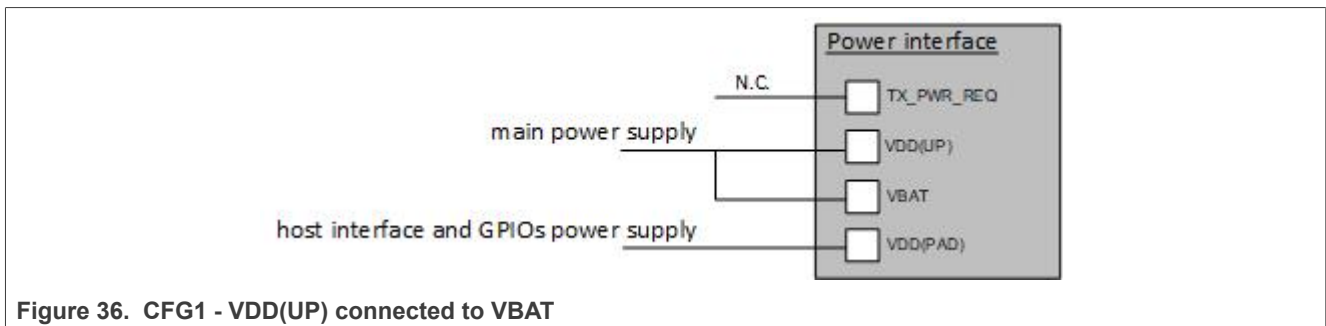 Power interface
N.C.
TX_PWR_REQ
main power supply
VDD(UP)
VBAT
host interface and GPIOs power supply
VDD(PAD)
Figure 36. CFG1 - VDD(UP) connected to VBAT